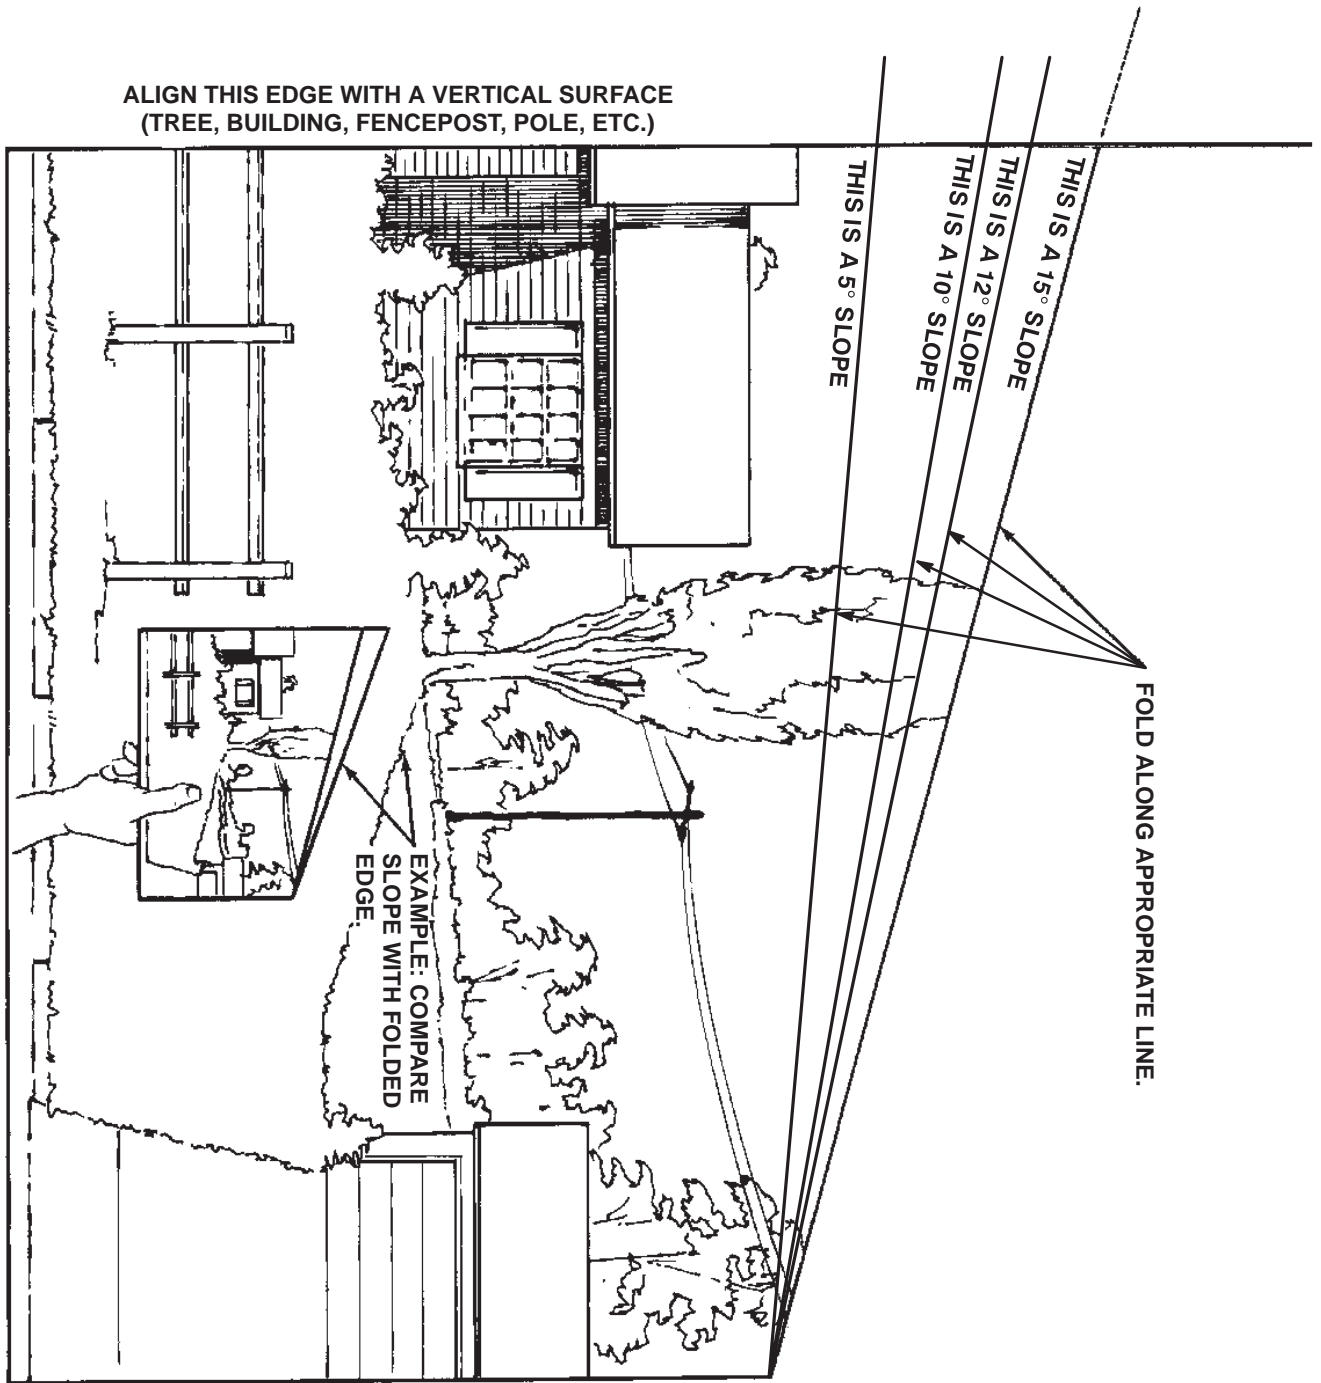 ALIGN THIS EDGE WITH A VERTICAL SURFACE
(TREE, BUILDING, FENCEPOST, POLE, ETC.)
THIS IS A 15° SLOPE
THIS IS A 12° SLOPE
THIS IS A 10° SLOPE
THIS IS A 5° SLOPE
FOLD ALONG APPROPRIATE LINE.
EXAMPLE: COMPARE
SLOPE WITH FOLDED
EDGE.